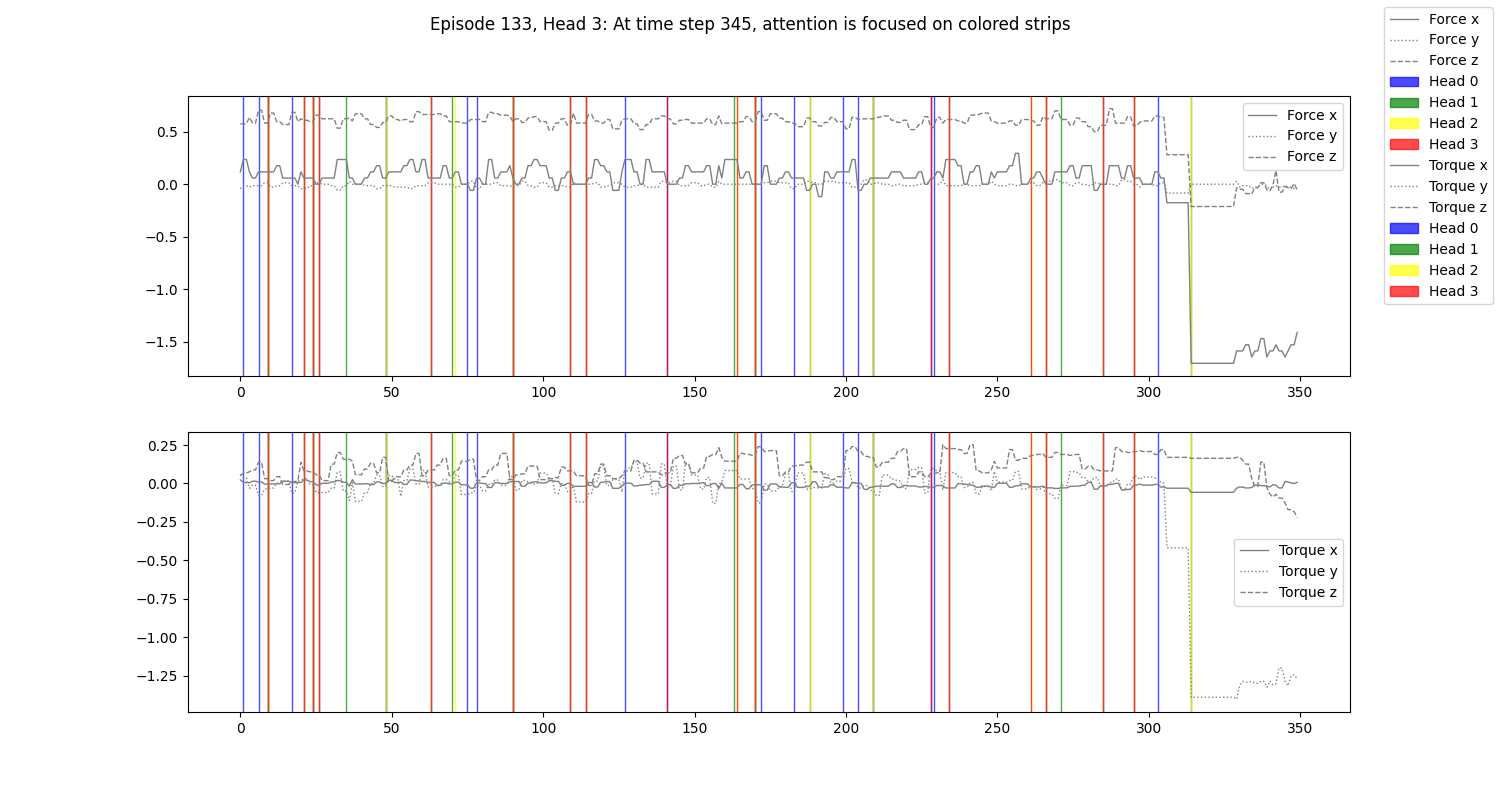 Episode 133, Head 3: At time step 345, attention is focused on colored strips
Force x
Force y
Force z
Head 0
Head 1
Head 2
Head 3
Torque x
Torque y
Torque z
Head 0
Head 1
Head 2
Head 3
Force x
Force y
Force z
0.5
0.0
−0.5
−1.0
−1.5
0 50 100 150 200 250 300 350
0.25
0.00
−0.25
−0.50
−0.75
−1.00
−1.25
Torque x
Torque y
Torque z
0 50 100 150 200 250 300 350